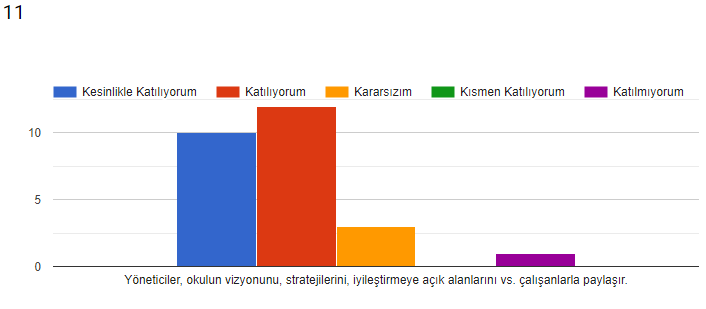 11
Kesinlikle Katılıyorum Katılıyorum Kararsızım Kısmen Katılıyorum Katılmıyorum
10
5
0
Yöneticiler, okulun vizyonunu, stratejilerini, iyileştirmeye açık alanlarını vs. çalışanlarla paylaşır.